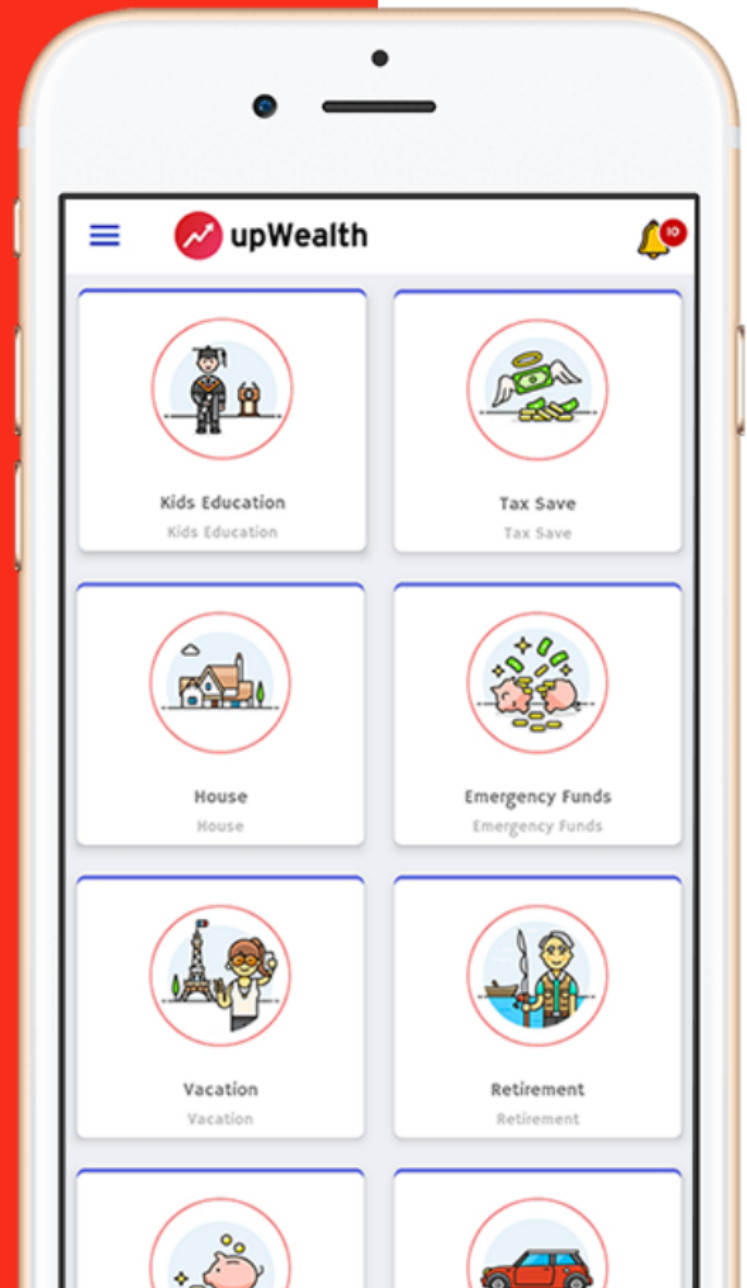 upWealth
10
Kids Education
Kids Education
Tax Save
Tax Save
House
House
Emergency Funds
Emergency Funds
Vacation
Vacation
Retirement
Retirement